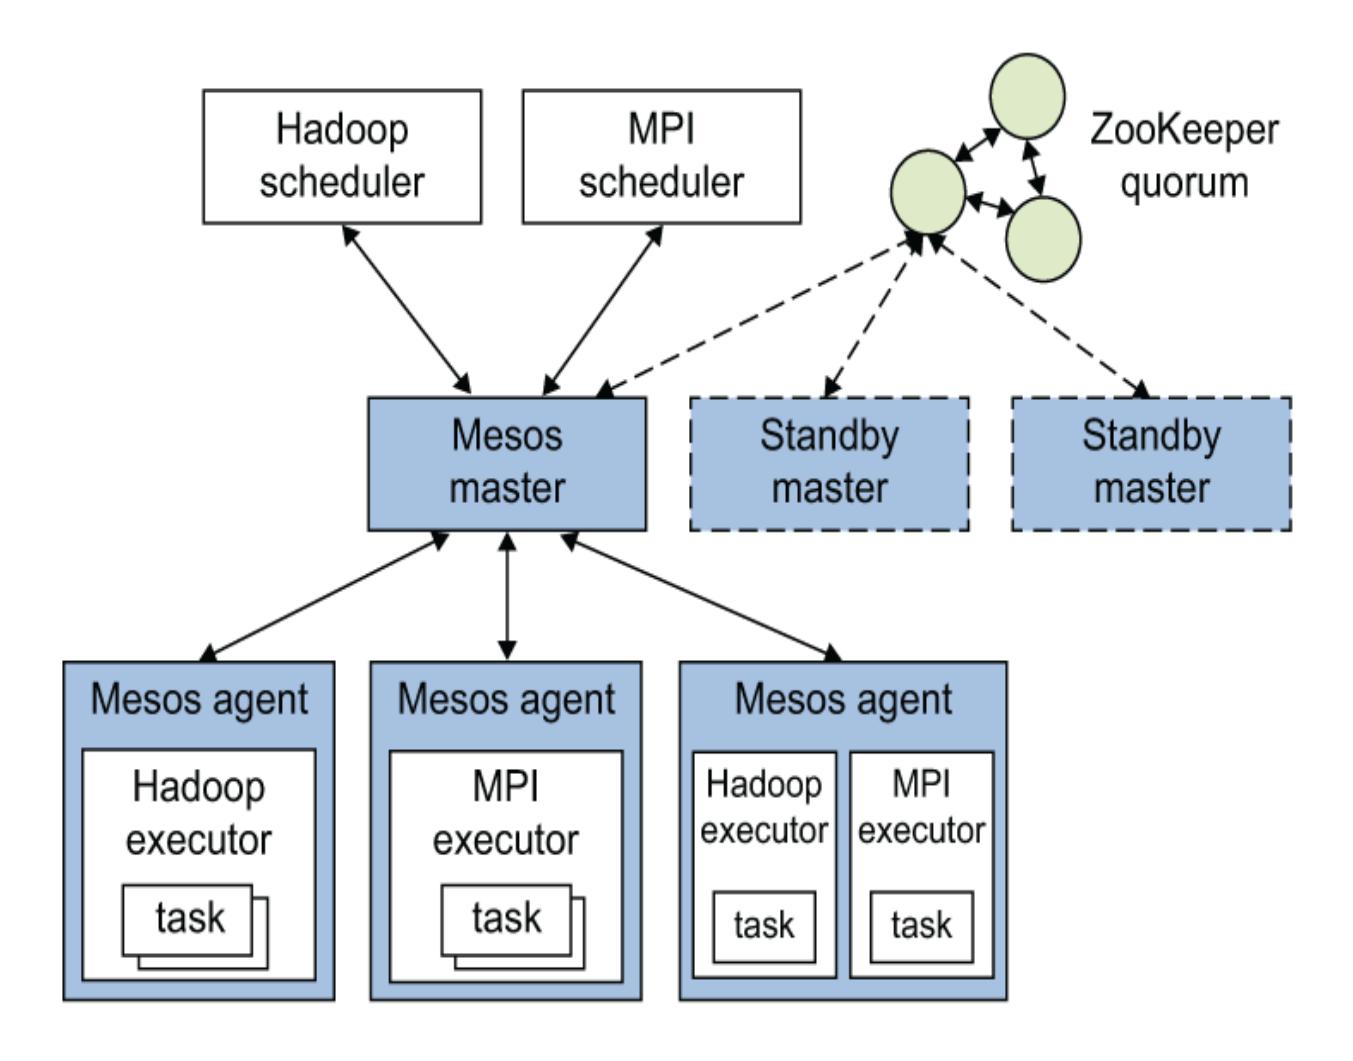 Hadoop
scheduler
MPI
scheduler
ZooKeeper
quorum
Mesos
master
Standby
master
Standby
master
Mesos agent
Hadoop
executor
task
Mesos agent
MPI
executor
task
Mesos agent
Hadoop
executor
task
MPI
executor
task